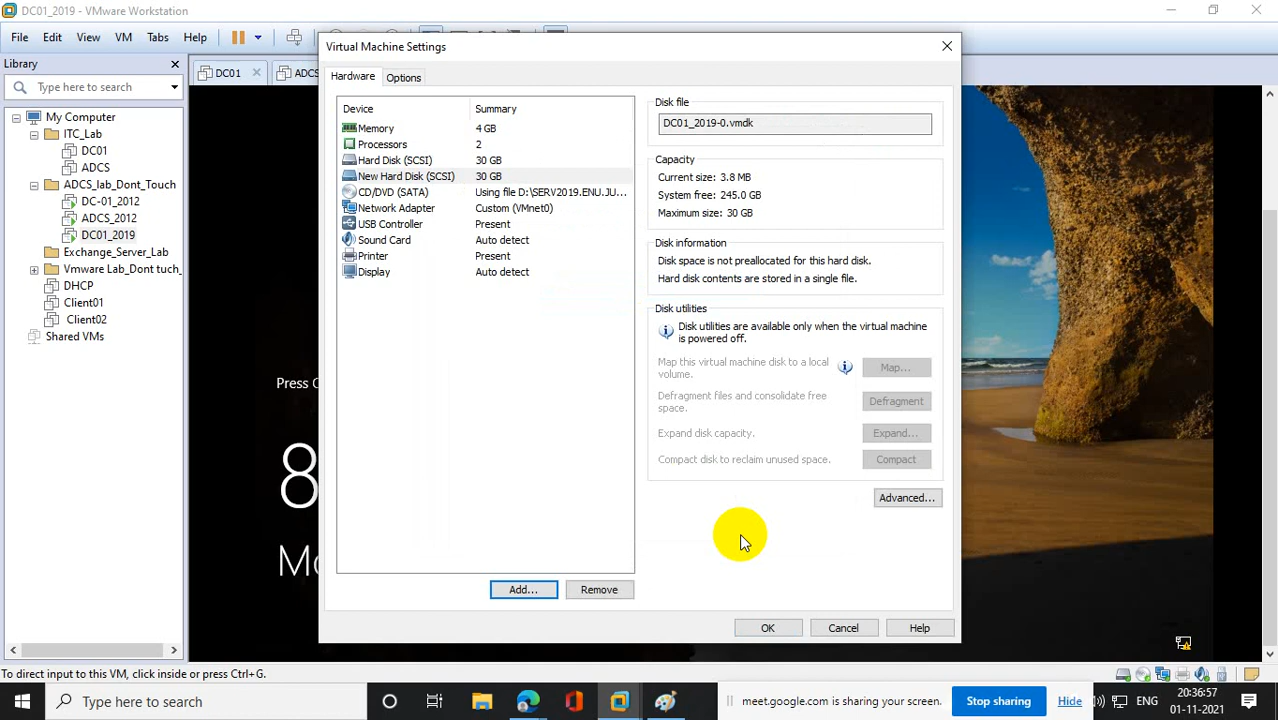 DC01_2019 - VMware Workstation
File Edit View VM Tabs Help
Library
Type here to search
My Computer
ITC_Lab
DC01
ADCS
ADCS_lab_Dont_Touch
DC-01_2012
ADCS_2012
DC01_2019
Exchange_Server_Lab
Vmware Lab_Dont tuch_
DHCP
Client01
Client02
Shared VMs
DC01
ADCS
Virtual Machine Settings
Hardware Options
Device Summary
Memory 4 GB
Processors 2
Hard Disk (SCSI) 30 GB
New Hard Disk (SCSI) 30 GB
CD/DVD (SATA) Using file D:\SERV2019.ENU.JU...
Network Adapter Custom (VMnet0)
USB Controller Present
Sound Card Auto detect
Printer Present
Display Auto detect
Add... Remove
Disk file
DC01_2019-0.vmdk
Capacity
Current size: 3.8 MB
System free: 245.0 GB
Maximum size: 30 GB
Disk information
Disk space is not preallocated for this hard disk.
Hard disk contents are stored in a single file.
Disk utilities
Disk utilities are available only when the virtual machine
is powered off.
Map this virtual machine disk to a local
volume.
Map...
Defragment files and consolidate free
space.
Defragment
Expand disk capacity. Expand...
Compact disk to reclaim unused space. Compact
Advanced...
OK Cancel Help
Press C
8
Mo
To direct input to this VM, click inside or press Ctrl+G.
Type here to search
meet.google.com is sharing your screen. Stop sharing Hide
ENG
20:36:57
01-11-2021